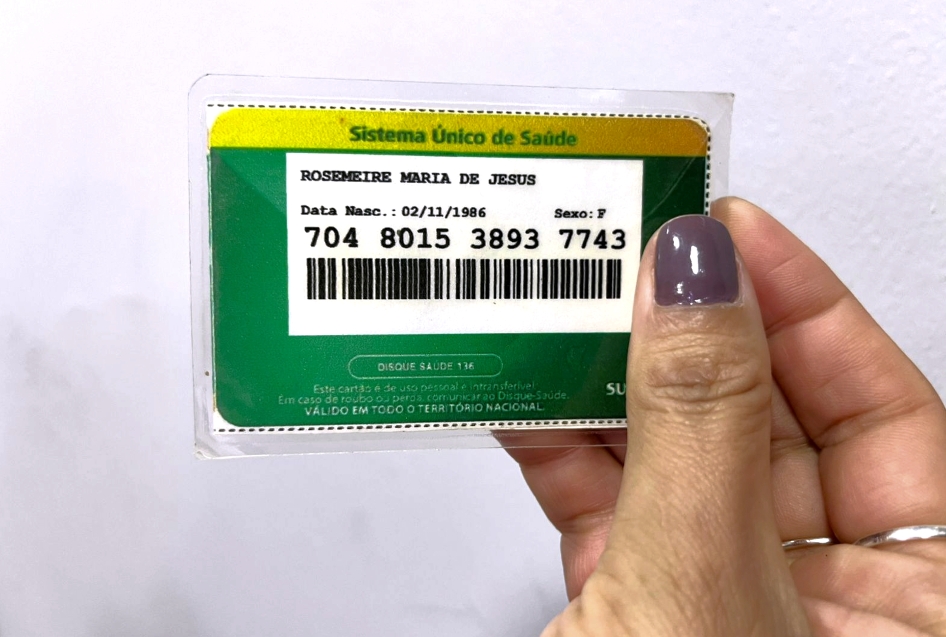 Sistema Único de Saúde
ROSEMEIRE MARIA DE JESUS
Data Nasc.: 02/11/1986 Sexo: F
704 8015 3893 7743
DISQUE SAÚDE 136
Este cartão é de uso pessoal e intransferível.
Em caso de roubo ou perda, comunicar ao Disque-Saúde.
VÁLIDO EM TODO O TERRITÓRIO NACIONAL.
SU